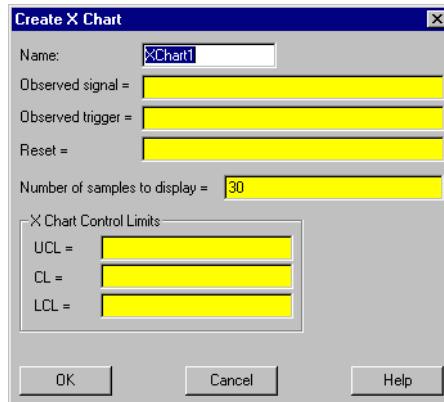 Create X Chart
Name: XChart1
Observed signal =
Observed trigger =
Reset =
Number of samples to display = 30
X Chart Control Limits
UCL =
CL =
LCL =
OK Cancel Help